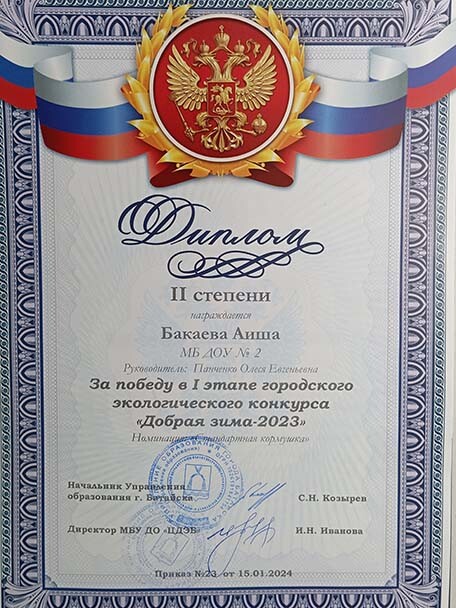 Диплом
II степени
награждается
Бакаева Аиша
МБ ДОУ № 2
Руководитель: Панченко Олеся Евгеньевна
За победу в I этапе городского
экологического конкурса
«Добрая зима-2023»
Номинация «Стандартная кормушка»
Начальник Управления
образования г. Батайска
С.Н. Козырев
Директор МБУ ДО «ЦДЭБ»
И.Н. Иванова
Приказ №23 от 15.01.2024